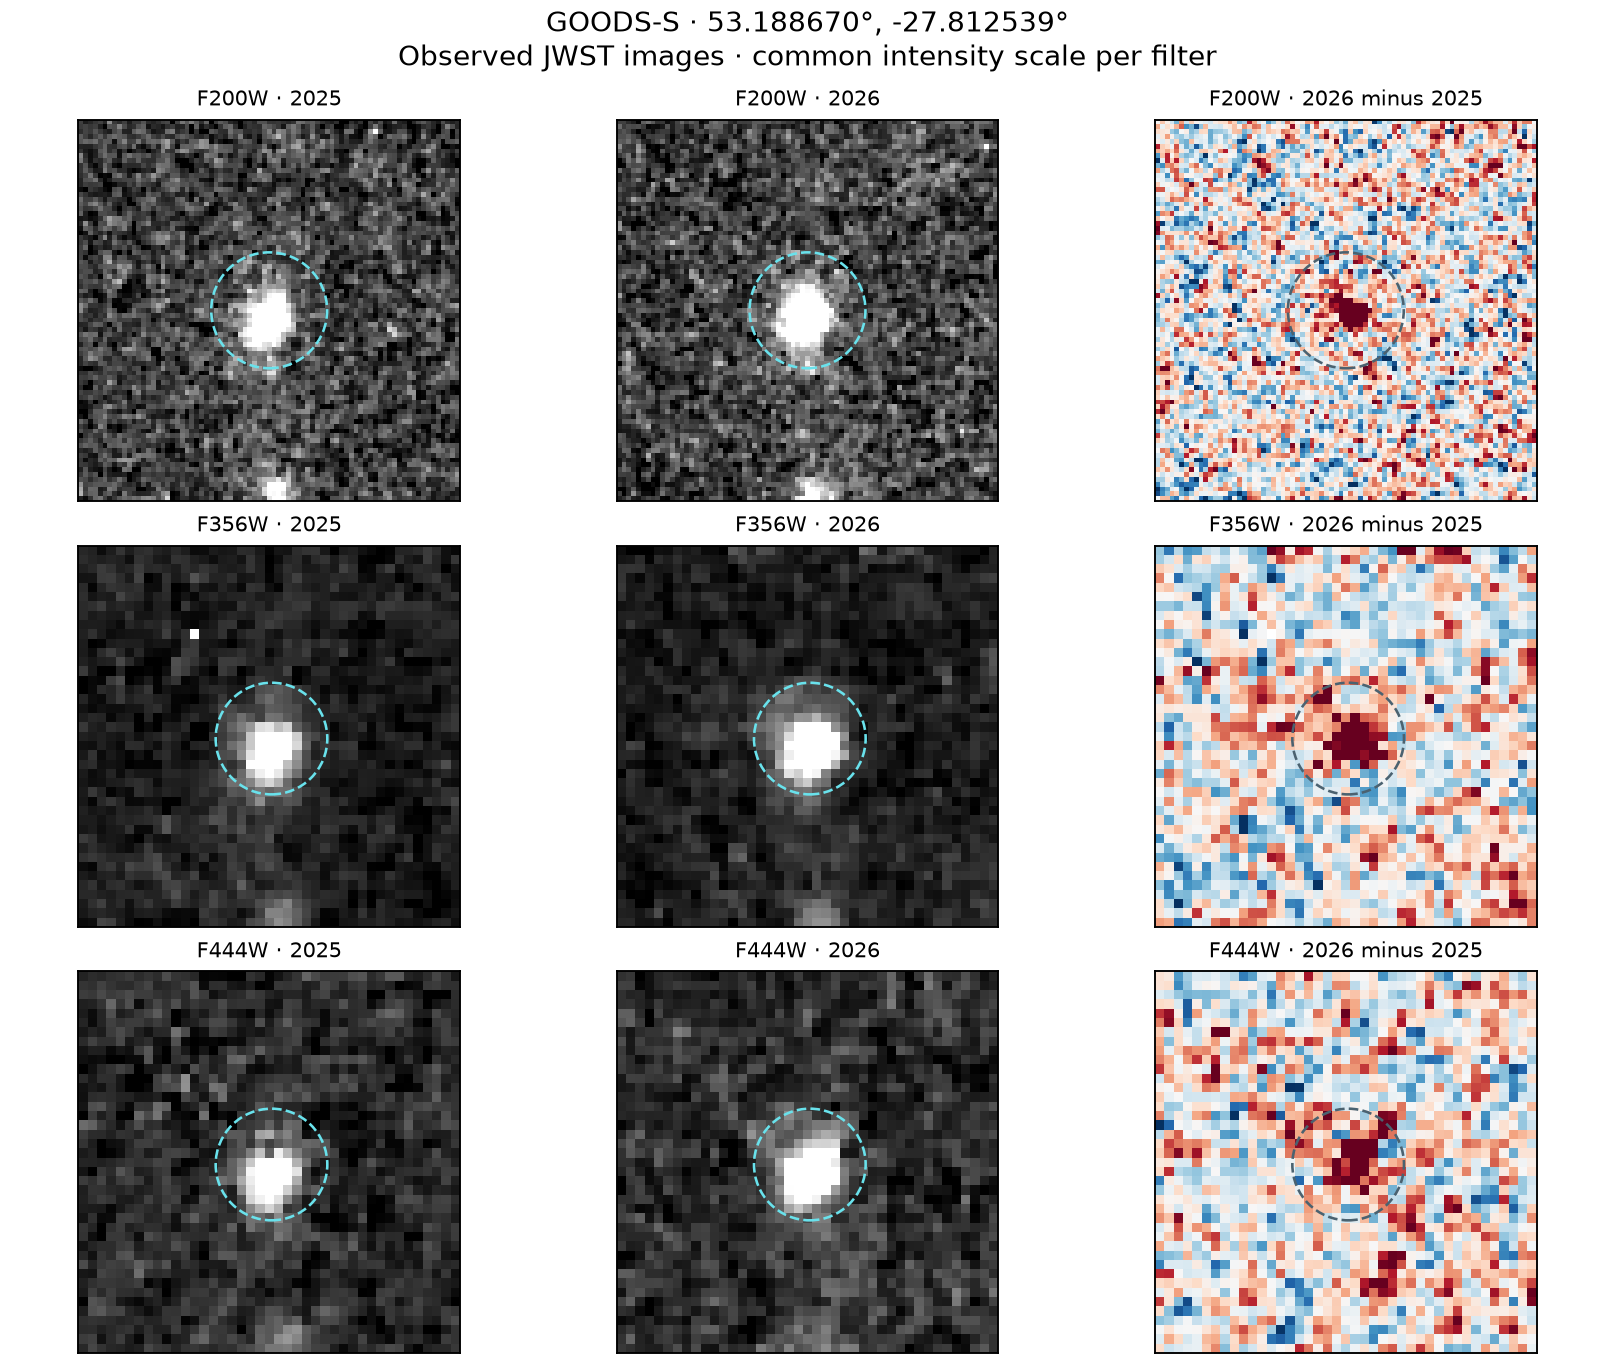 GOODS-S · 53.188670°, -27.812539°
Observed JWST images · common intensity scale per filter
F200W · 2025
F200W · 2026
F200W · 2026 minus 2025
F356W · 2025
F356W · 2026
F356W · 2026 minus 2025
F444W · 2025
F444W · 2026
F444W · 2026 minus 2025